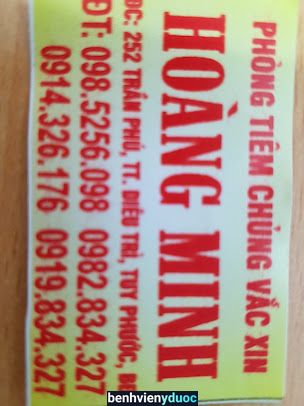 PHÒNG TIÊM CHỦNG VẮC XIN
HOÀNG MINH
ĐC: 252 TRẦN PHÚ, TT. DIÊU TRÌ, TUY PHƯỚC, BĐ
ĐT: 098.5256.098 0982.834.327
0914.326.176 0919.834.327
benhvienyduoc